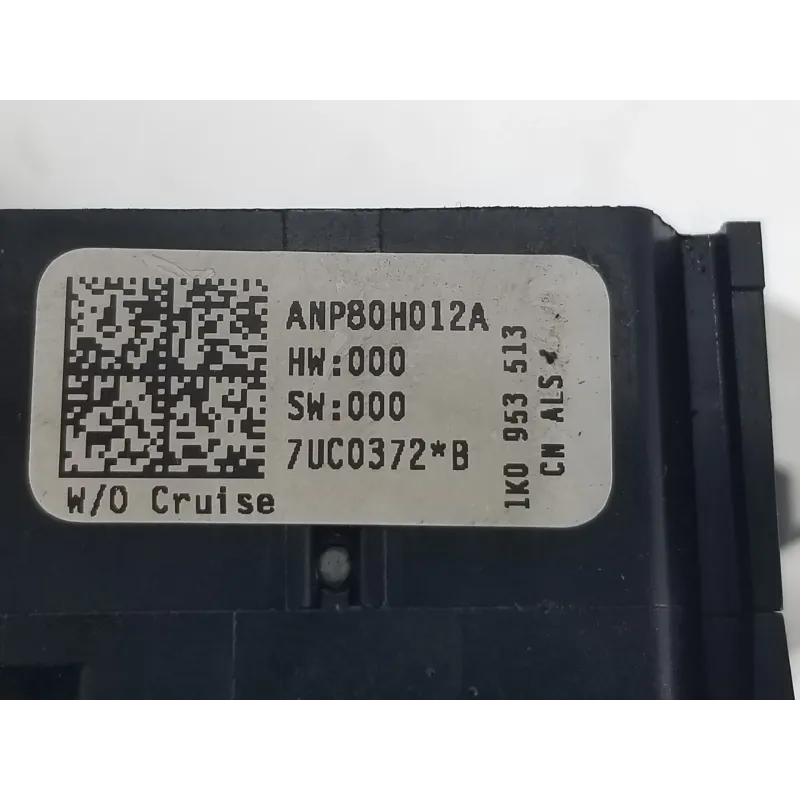 ANP80H012A
HW:000
SW:000
7UC0372*B
W/O Cruise
1K0 953 513
CN ALS